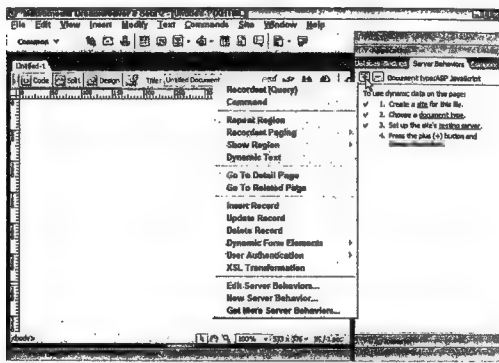 File Edit View Insert Modify Text Commands Site Window Help
Common
Untitled-1
Code Split Design Title: Untitled Document
Server Behaviors
Document type: ASP JavaScript
To use dynamic data on the page:
1. Create a site for this file.
2. Choose a document type.
3. Set up the site's testing server.
4. Press the plus (+) button and
Recordset (Query)
Command
Repeat Region
Recordset Paging
Show Region
Dynamic Text
Go To Detail Page
Go To Related Page
Insert Record
Update Record
Delete Record
Dynamic Form Elements
User Authentication
XSL Transformation
Edit Server Behaviors...
New Server Behavior...
Get More Server Behaviors...
<body>
100%